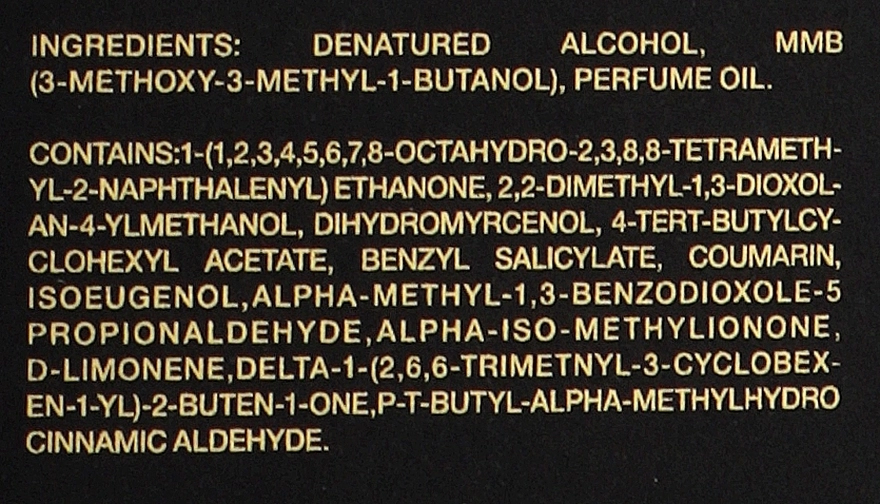 INGREDIENTS: DENATURED ALCOHOL, MMB
(3-METHOXY-3-METHYL-1-BUTANOL), PERFUME OIL.
CONTAINS:1-(1,2,3,4,5,6,7,8-OCTAHYDRO-2,3,8,8-TETRAMETH-
YL-2-NAPHTHALENYL) ETHANONE, 2,2-DIMETHYL-1,3-DIOXOL-
AN-4-YLMETHANOL, DIHYDROMYRCENOL, 4-TERT-BUTYLCY-
CLOHEXYL ACETATE, BENZYL SALICYLATE, COUMARIN,
ISOEUGENOL,ALPHA-METHYL-1,3-BENZODIOXOLE-5
PROPIONALDEHYDE,ALPHA-ISO-METHYLIONONE,
D-LIMONENE,DELTA-1-(2,6,6-TRIMETNYL-3-CYCLOBEX-
EN-1-YL)-2-BUTEN-1-ONE,P-T-BUTYL-ALPHA-METHYLHYDRO
CINNAMIC ALDEHYDE.